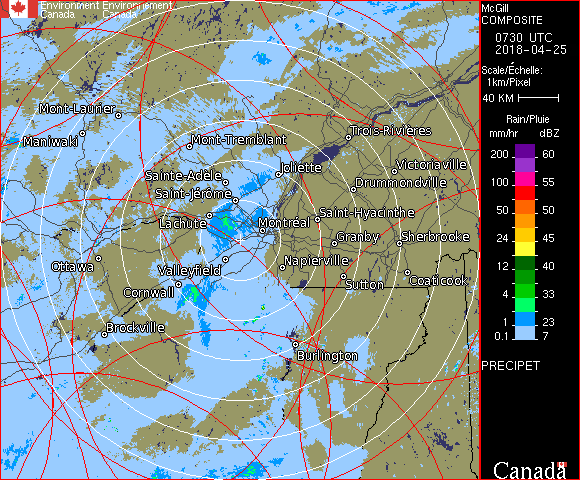 Environment Environnement
Canada Canada
McGill
COMPOSITE
0730 UTC
2018-04-25
Scale/Échelle:
1km/Pixel
40 KM
Rain/Pluie
mm/hr dBZ
200 60
100 55
50 50
24 45
12 40
4 33
1 23
0.1 7
PRECIPET
Canada
Mont-Laurier
Maniwaki
Mont-Tremblant
Trois-Rivières
Joliette
Victoriaville
Sainte-Adèle
Drummondville
Saint-Jérôme
Saint-Hyacinthe
Lachute
Montréal
Granby
Sherbrooke
Ottawa
Valleyfield
Napierville
Cornwall
Sutton
Coaticook
Brockville
Burlington